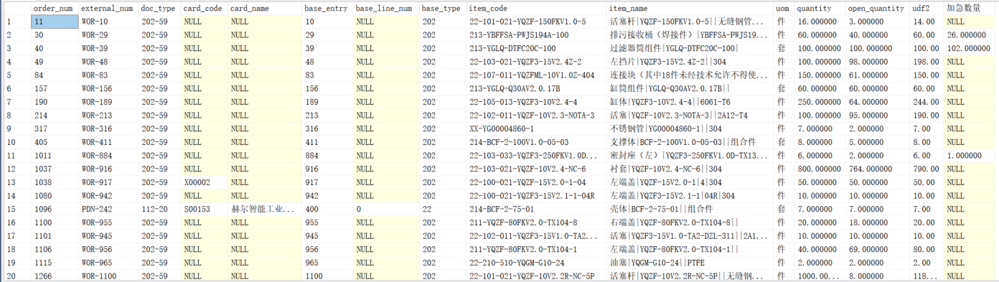 order_num external_num doc_type card_code card_name base_entry base_line_num base_type item_code item_name uom quantity open_quantity udf2 加急数量
1 11 WOR-10 202-59 NULL NULL 10 NULL 202 22-101-021-YQZF-150FKV1.0-5 活塞杆|YQZF-150FKV1.0-5||无缝钢管... 件 16.000000 3.000000 14.00 NULL
2 30 WOR-29 202-59 NULL NULL 29 NULL 202 213-YBFFSA-PWJS194A-100 排污接收桶（焊接件）|YBFFSA-PWJS19... 件 60.000000 40.000000 60.00 26.000000
3 40 WOR-39 202-59 NULL NULL 39 NULL 202 213-YGLQ-DTFC20C-100 过滤器筒组件|YGLQ-DTFC20C-100| 套 100.000000 100.000000 100.00 102.000000
4 49 WOR-48 202-59 NULL NULL 48 NULL 202 22-103-021-YQZF3-15V2.4Z-2 左挡片|YQZF3-15V2.4Z-2||304 件 100.000000 98.000000 198.00 NULL
5 84 WOR-83 202-59 NULL NULL 83 NULL 202 22-107-011-YQZFML-10V1.0Z-404 连接块（其中18件未经技术允许不得使... 件 150.000000 61.000000 150.00 NULL
6 157 WOR-156 202-59 NULL NULL 156 NULL 202 213-YGLQ-Q30AV2.0.17B 缸筒组件|YGLQ-Q30AV2.0.17B|| 套 60.000000 60.000000 60.00 NULL
7 190 WOR-189 202-59 NULL NULL 189 NULL 202 22-105-013-YQZF3-10V2.4-4 缸体|YQZF3-10V2.4-4||6061-T6 件 250.000000 64.000000 244.00 NULL
8 214 WOR-213 202-59 NULL NULL 213 NULL 202 22-102-011-YQZF-10V2.3-NOTA-3 活塞|YQZF-10V2.3-NOTA-3||2A12-T4 件 100.000000 95.000000 190.00 NULL
9 317 WOR-316 202-59 NULL NULL 316 NULL 202 XX-YG00004860-1 不锈钢管|YG00004860-1||304 件 7.000000 2.000000 7.00 NULL
10 405 WOR-411 202-59 NULL NULL 411 NULL 202 214-BCF-2-100V1.0-05-03 支撑体|BCF-2-100V1.0-05-03||组合件 套 8.000000 5.000000 8.00 NULL
11 1011 WOR-884 202-59 NULL NULL 884 NULL 202 22-103-033-YQZF3-250FKV1.0D... 密封座（左）|YQZF3-250FKV1.0D-TX13... 件 6.000000 2.000000 6.00 1.000000
12 1037 WOR-916 202-59 NULL NULL 916 NULL 202 22-103-021-YQZF-10V2.4-NC-6 衬套|YQZF-10V2.4-NC-6||304 件 800.000000 764.000000 790.00 NULL
13 1038 WOR-917 202-59 X00002 NULL 917 NULL 202 22-100-021-YQZF-15V2.0-1-04 左端盖|YQZF-15V2.0-1|4|304 件 50.000000 50.000000 50.00 NULL
14 1080 WOR-942 202-59 NULL NULL 942 NULL 202 22-100-021-YQZF3-15V2.1-1-04R 左端盖|YQZF3-15V2.1-1|04R|304 件 10.000000 10.000000 10.00 NULL
15 1096 PDN-242 112-20 S00153 赫尔智能工业... 400 0 22 214-BCF-2-75-01 壳体|BCF-2-75-01||组合件 套 7.000000 7.000000 7.00 NULL
16 1100 WOR-955 202-59 NULL NULL 955 NULL 202 211-YQZF-80FKV2.0-TX104-8 右端盖|YQZF-80FKV2.0-TX104-8|| 件 20.000000 18.000000 20.00 NULL
17 1101 WOR-945 202-59 NULL NULL 945 NULL 202 22-102-011-YQZF3-15V1.0-TA2... 活塞|YQZF3-15V1.0-TA2-DZL-311||2A1... 件 10.000000 10.000000 10.00 NULL
18 1106 WOR-956 202-59 NULL NULL 956 NULL 202 211-YQZF-80FKV2.0-TX104-1 左端盖|YQZF-80FKV2.0-TX104-1|| 件 40.000000 69.000000 80.00 NULL
19 1115 WOR-965 202-59 NULL NULL 965 NULL 202 22-210-510-YQGM-G10-24 油塞|YQGM-G10-24||PTFE 件 2.000000 2.000000 2.00 NULL
20 1266 WOR-1100 202-59 NULL NULL 1100 NULL 202 22-101-021-YQZF-10V2.2R-NC-5P 活塞杆|YQZF-10V2.2R-NC-5P||无缝钢... 件 1000.00... 8.000000 118... NULL